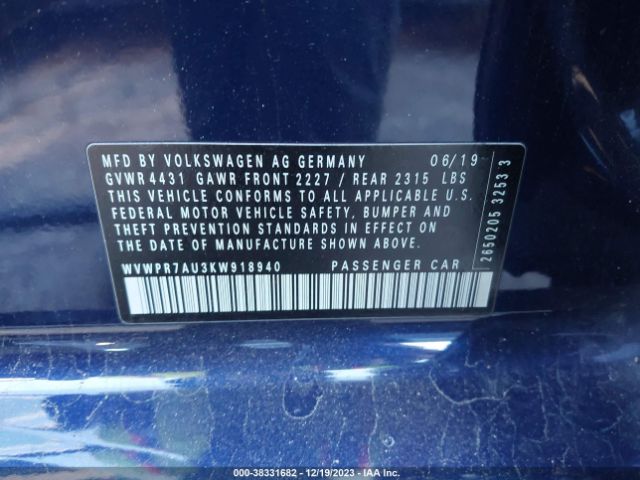 MFD BY VOLKSWAGEN AG GERMANY 06/19
GVWR 4431 GAWR FRONT 2227 / REAR 2315 LBS
THIS VEHICLE CONFORMS TO ALL APPLICABLE U.S.
FEDERAL MOTOR VEHICLE SAFETY, BUMPER AND
THEFT PREVENTION STANDARDS IN EFFECT ON THE
DATE OF MANUFACTURE SHOWN ABOVE.
WVWPR7AU3KW918940 PASSENGER CAR
2650205 3253 3
000-38331682 - 12/19/2023 - IAA Inc.